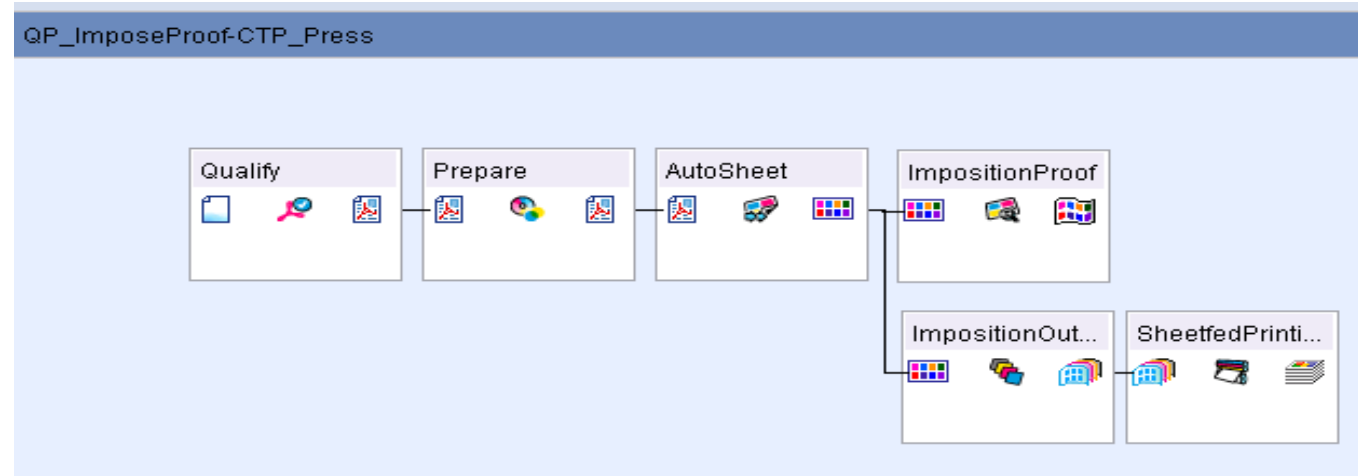 QP_ImposeProof-CTP_Press
Qualify
Prepare
AutoSheet
ImpositionProof
ImpositionOut...
SheetfedPrinti...